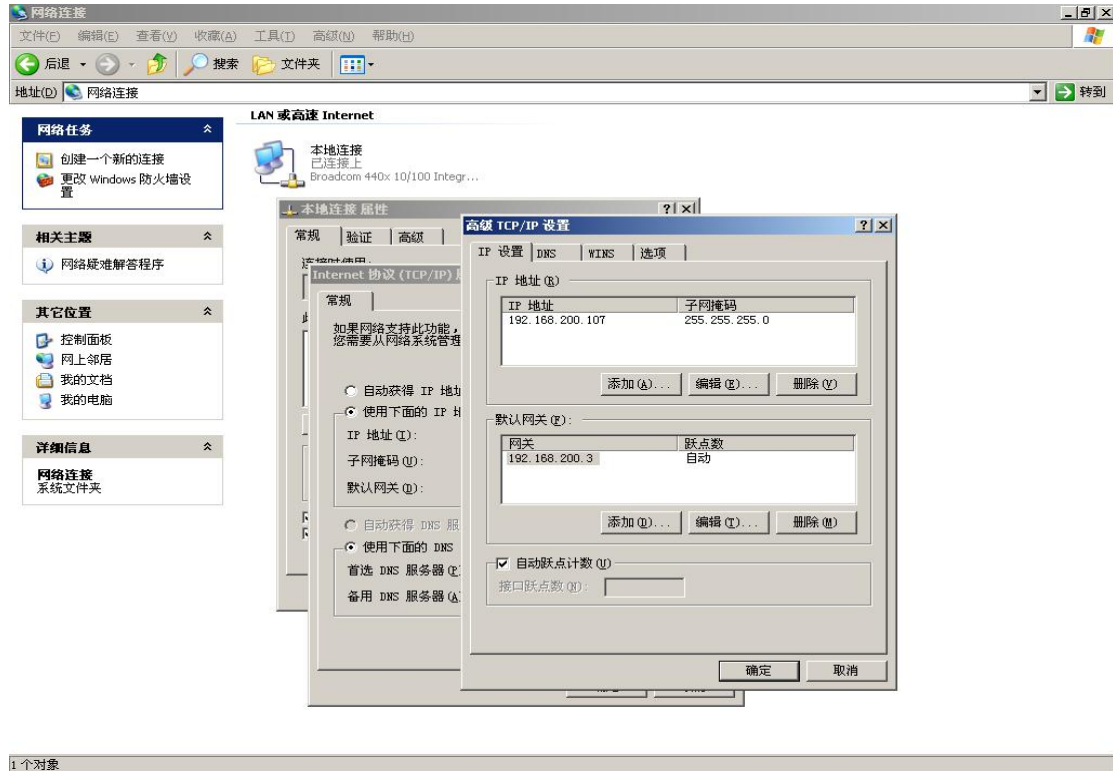 网络连接
文件(F) 编辑(E) 查看(V) 收藏(A) 工具(T) 高级(N) 帮助(H)
后退 搜索 文件夹
地址(D) 网络连接 转到
网络任务
创建一个新的连接
更改 Windows 防火墙设
置
相关主题
网络疑难解答程序
其它位置
控制面板
网上邻居
我的文档
我的电脑
详细信息
网络连接
系统文件夹
LAN 或高速 Internet
本地连接
已连接上
Broadcom 440x 10/100 Integr...
本地连接 属性
常规 验证 高级
连接时使用:
Internet 协议 (TCP/IP)
常规
如果网络支持此功能，
您需要从网络系统管理
自动获得 IP 地址
使用下面的 IP 地
IP 地址(I):
子网掩码(U):
默认网关(D):
自动获得 DNS 服
使用下面的 DNS
首选 DNS 服务器(P)
备用 DNS 服务器(A)
高级 TCP/IP 设置
IP 设置 DNS WINS 选项
IP 地址(R)
IP 地址 子网掩码
192.168.200.107 255.255.255.0
添加(A)... 编辑(E)... 删除(V)
默认网关(F):
网关 跃点数
192.168.200.3 自动
添加(D)... 编辑(T)... 删除(M)
自动跃点计数(U)
接口跃点数(N):
确定 取消
1 个对象